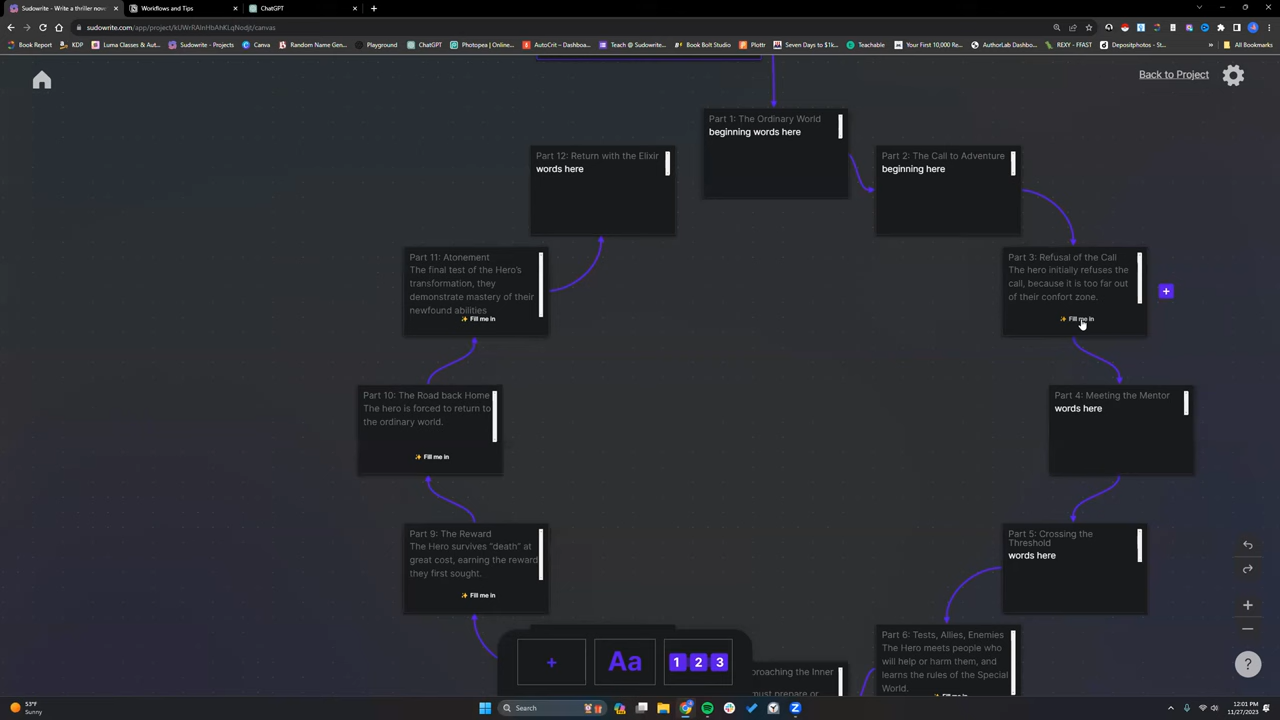 Sudowrite - Write a thriller nov
Workflows and Tips
ChatGPT
Book Report
KDP
Luma Classes & Aut...
Sudowrite - Projects
Canva
Random Name Gen...
Playground
ChatGPT
Photopea | Online...
AutoCrit – Dashboa...
Teach @ Sudowrite...
Book Bolt Studio
Plottr
Seven Days to $1k...
Teachable
Your First 10,000 Re...
AuthorLab Dashbo...
REXY - FFAST
Depositphotos - St...
All Bookmarks
Back to Project
Part 1: The Ordinary World
beginning words here
Part 12: Return with the Elixir
words here
Part 2: The Call to Adventure
beginning here
Part 11: Atonement
The final test of the Hero's
transformation, they
demonstrate mastery of their
newfound abilities
Fill me in
Part 3: Refusal of the Call
The hero initially refuses the
call, because it is too far out
of their confort zone.
Fill me in
Part 10: The Road back Home
The hero is forced to return to
the ordinary world.
Fill me in
Part 4: Meeting the Mentor
words here
Part 9: The Reward
The Hero survives "death" at
great cost, earning the reward
they first sought.
Fill me in
Part 5: Crossing the
Threshold
words here
Part 6: Tests, Allies, Enemies
The Hero meets people who
will help or harm them, and
learns the rules of the Special
World.
Fill me in
proaching the Inner
must prepare or
+
Aa
1 2 3
?
53°F
Sunny
Search
12:01 PM
11/27/2023